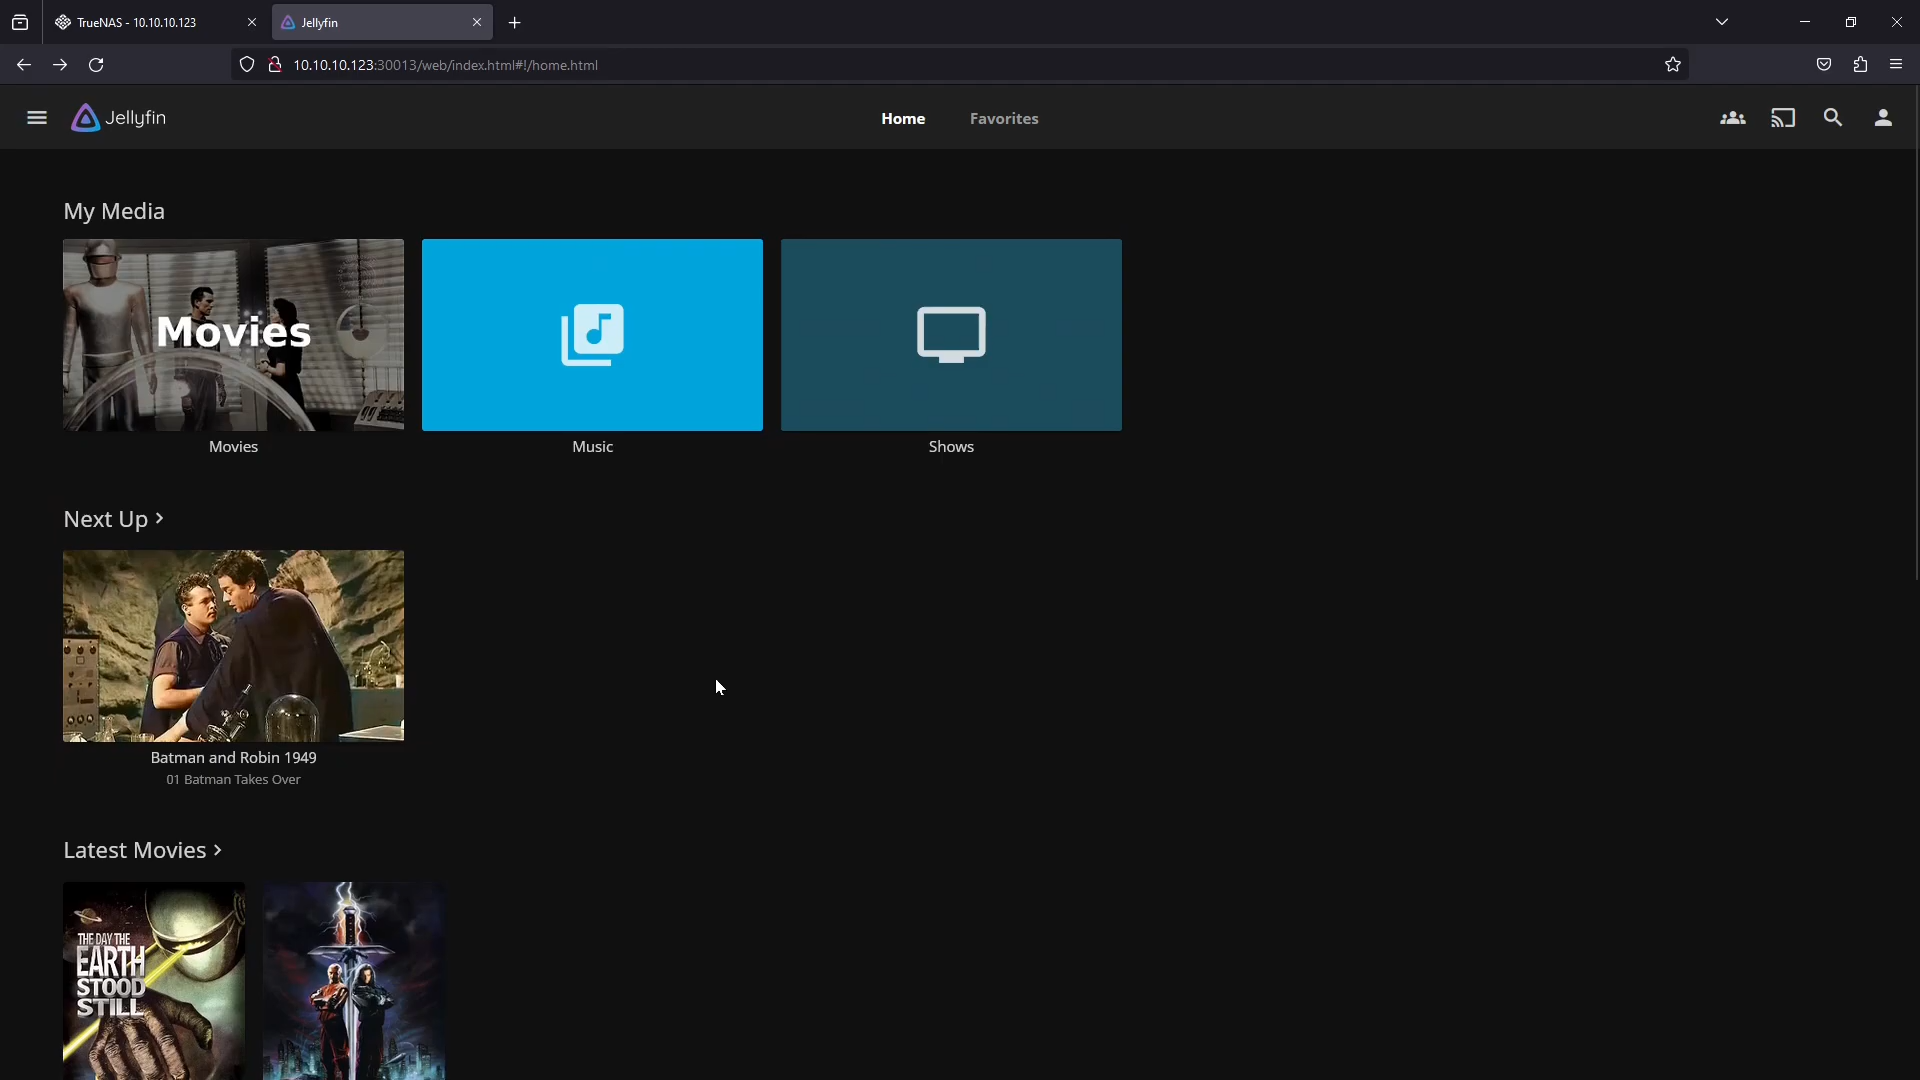 TrueNAS - 10.10.10.123
Jellyfin
10.10.10.123:30013/web/index.html#!/home.html
Jellyfin
Home
Favorites
My Media
Movies
Movies
Music
Shows
Next Up
Batman and Robin 1949
01 Batman Takes Over
Latest Movies
THE DAY THE
EARTH
STOOD
STILL